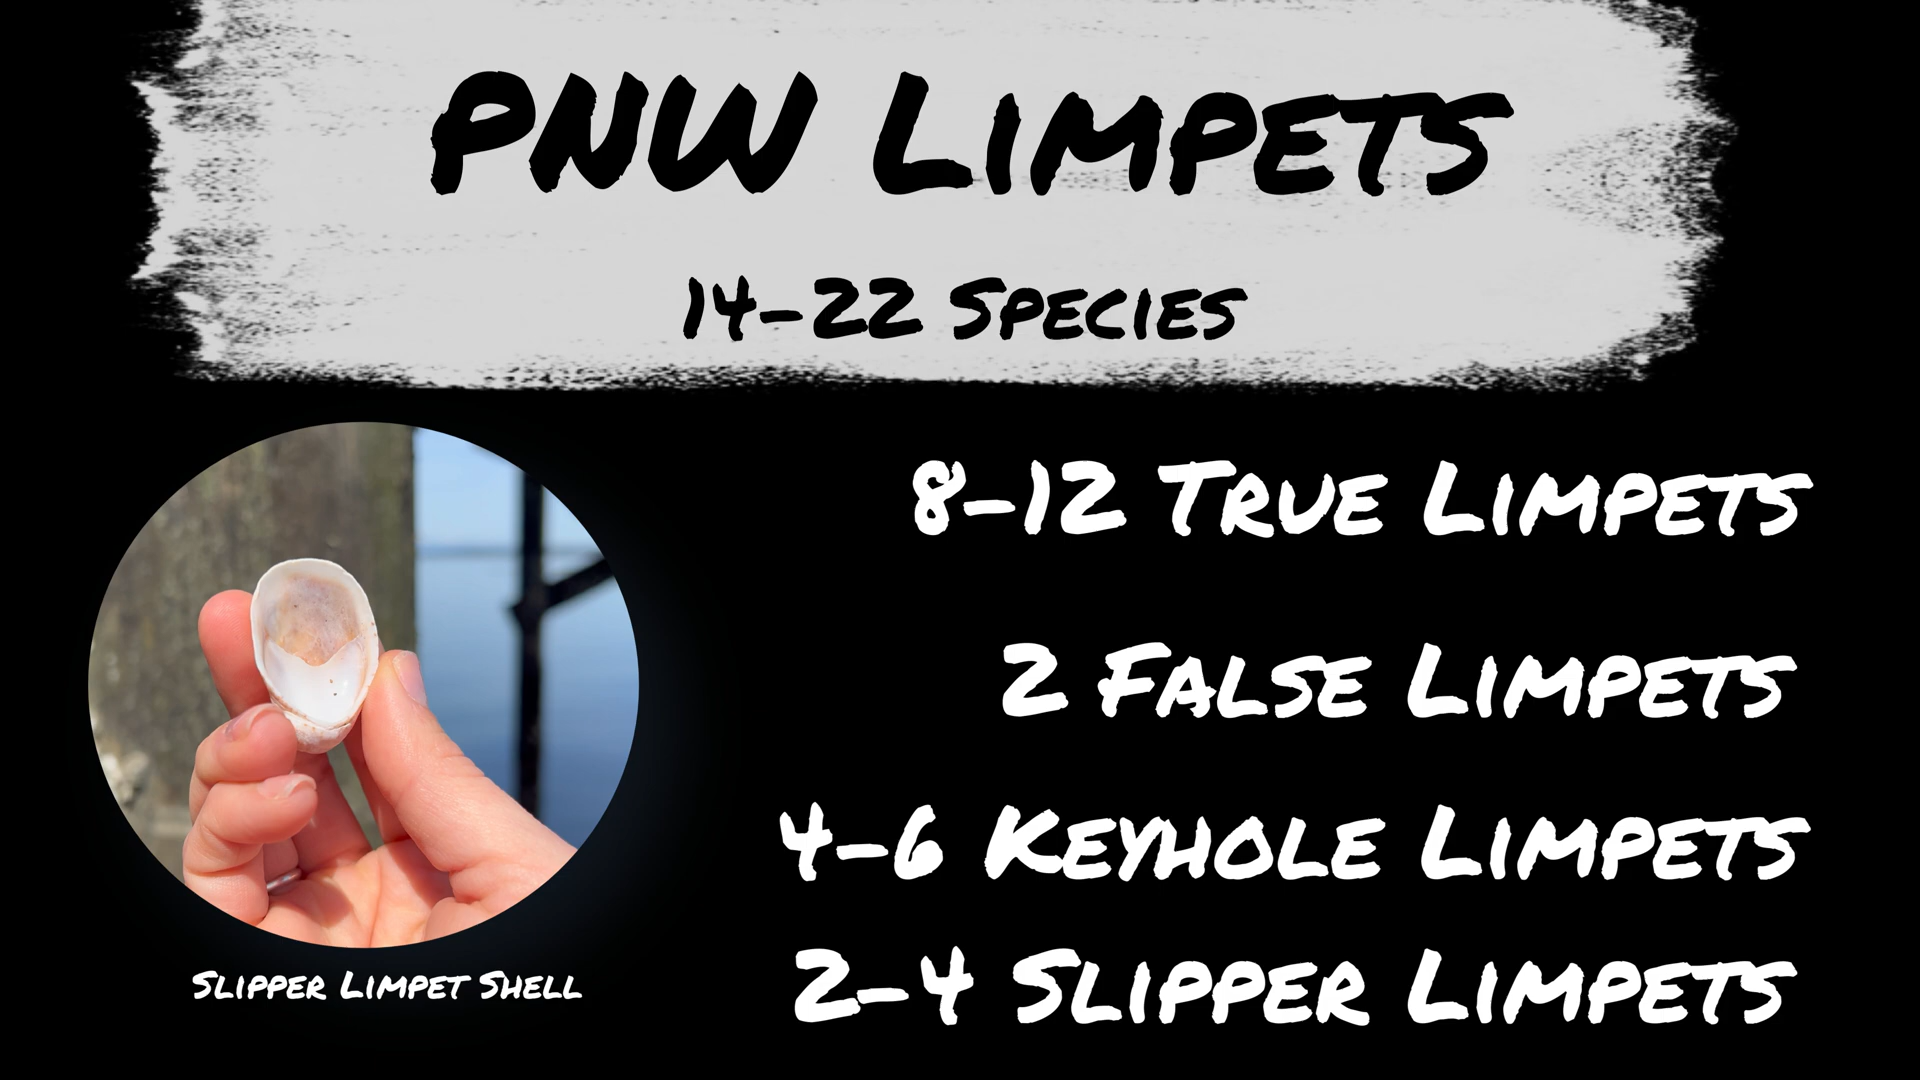 PNW Limpets
14-22 Species
8-12 True Limpets
2 False Limpets
4-6 Keyhole Limpets
2-4 Slipper Limpets
Slipper Limpet Shell